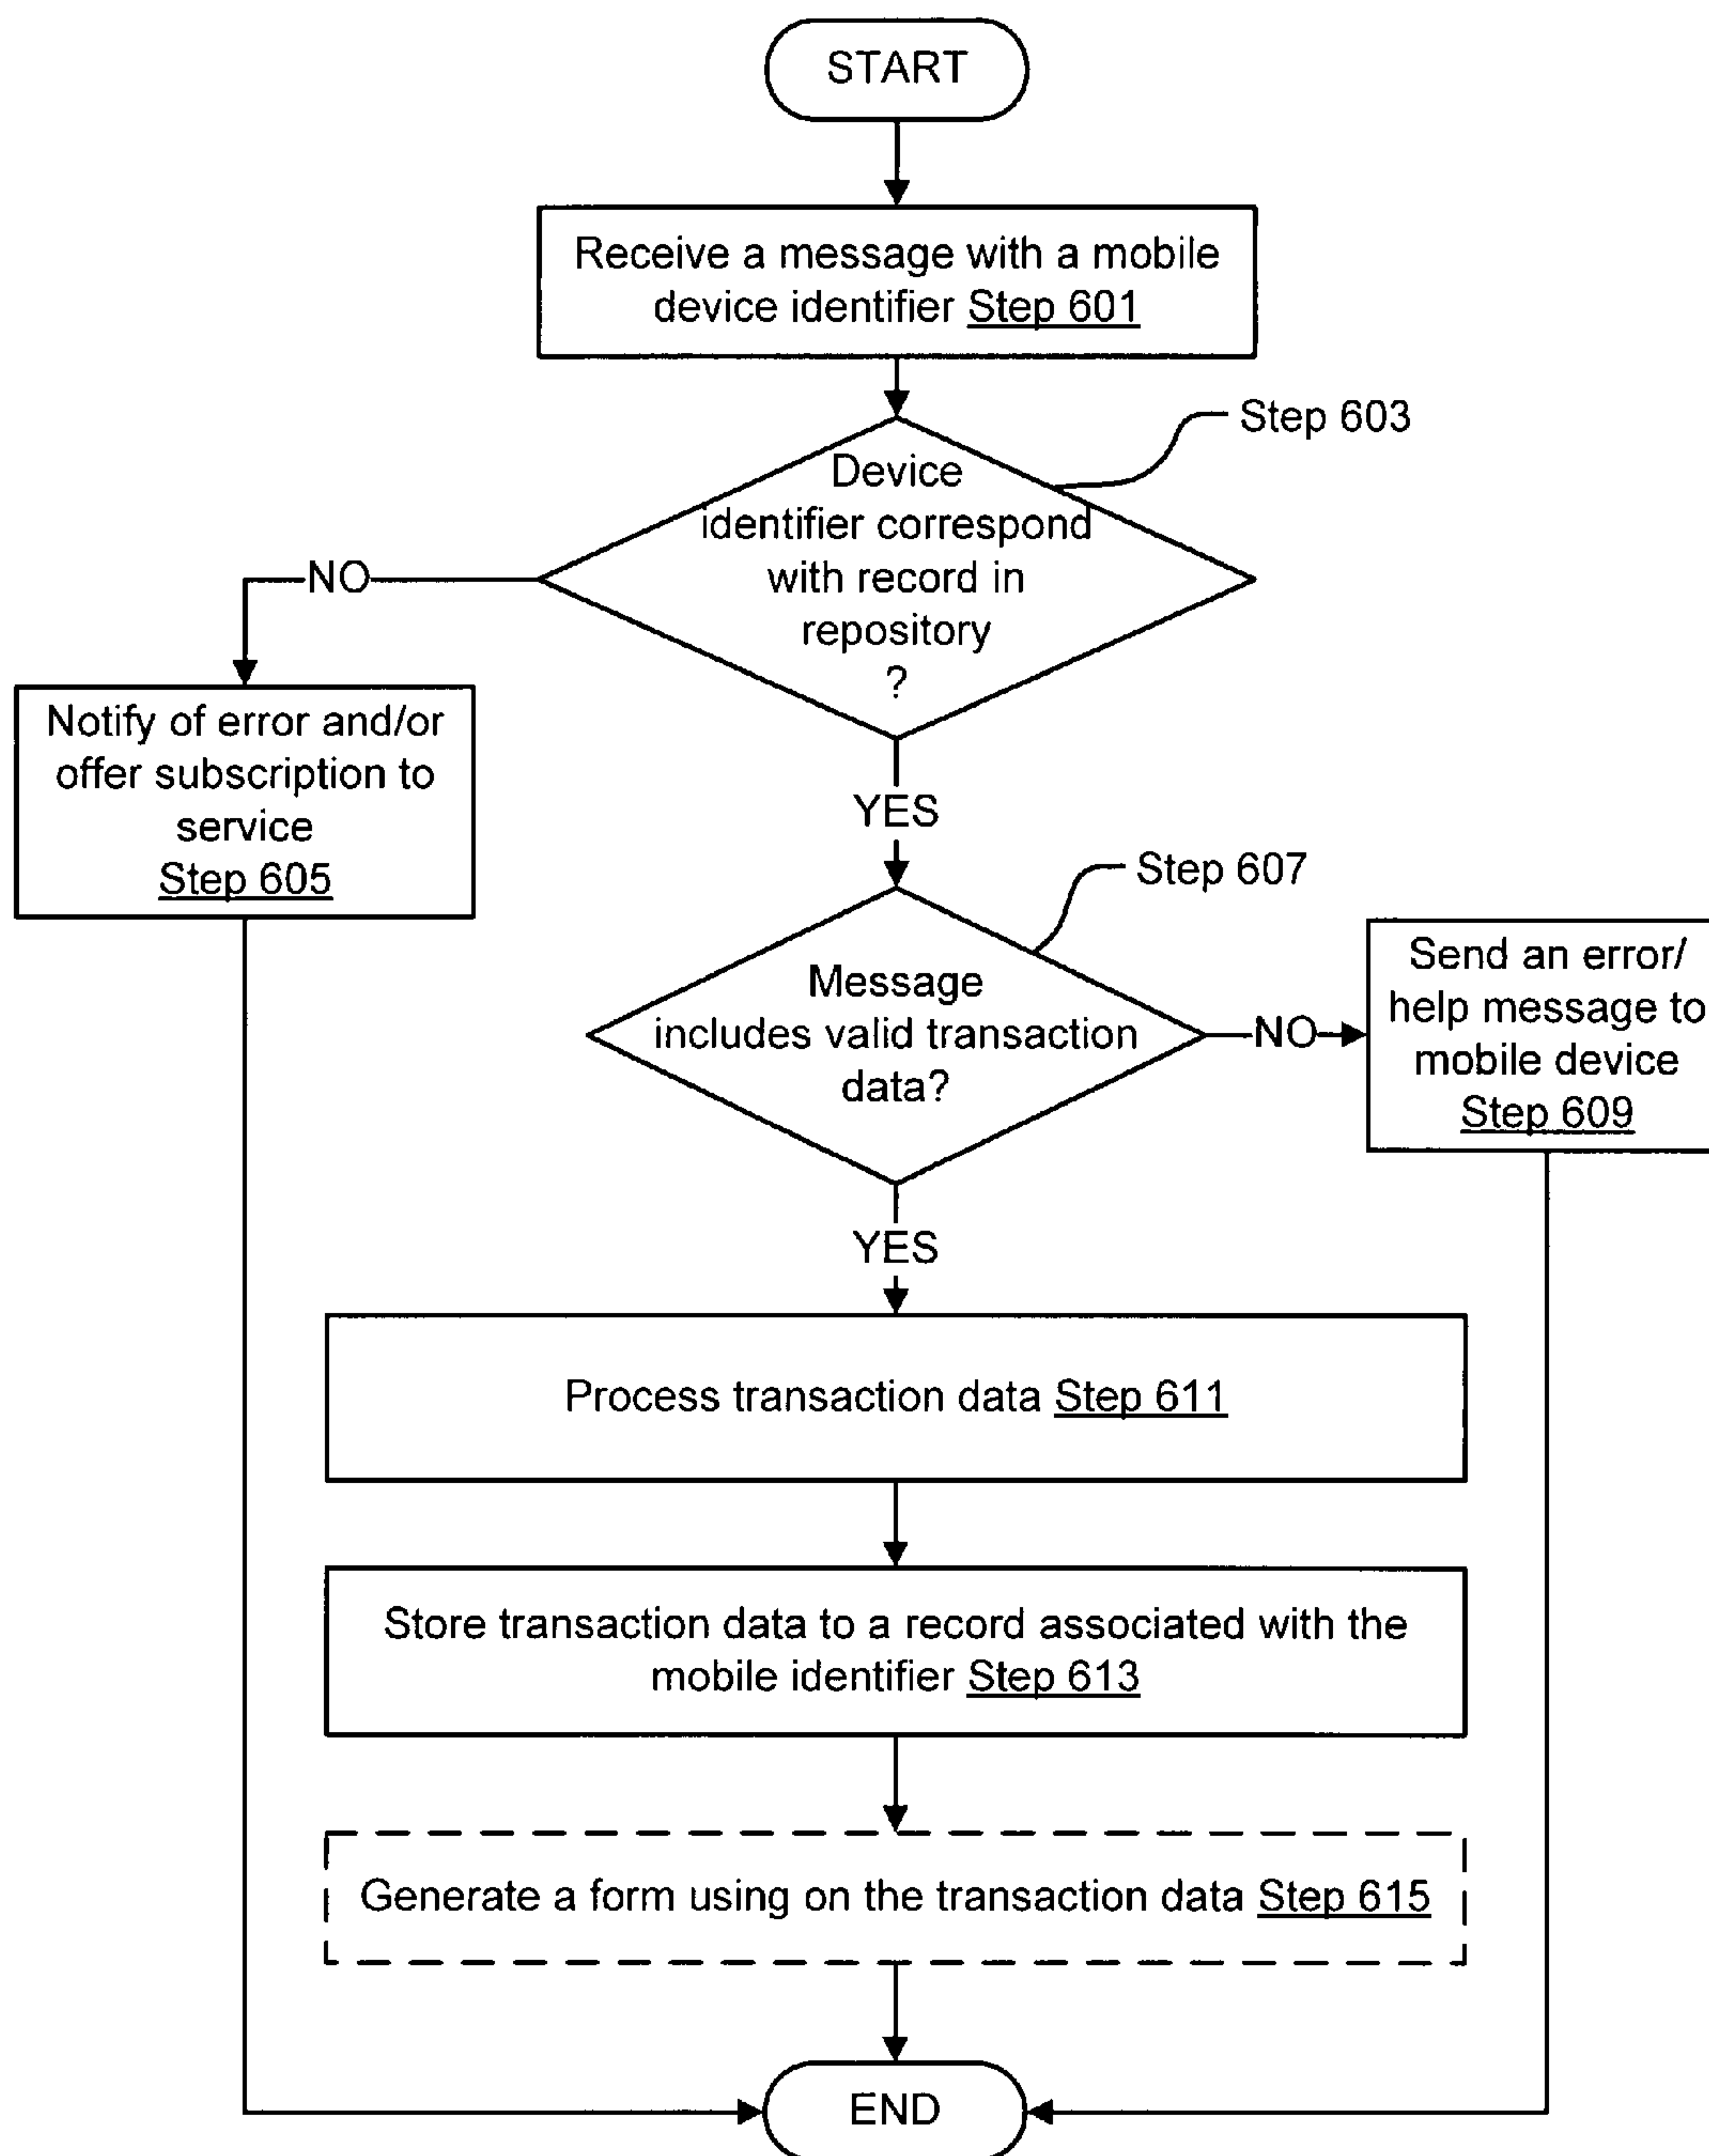 START
Receive a message with a mobile
device identifier Step 601
Step 603
Device
identifier correspond
with record in
repository
?
NO
Notify of error and/or
offer subscription to
service
Step 605
YES
Step 607
Message
includes valid transaction
data?
NO
Send an error/
help message to
mobile device
Step 609
YES
Process transaction data Step 611
Store transaction data to a record associated with the
mobile identifier Step 613
Generate a form using on the transaction data Step 615
END